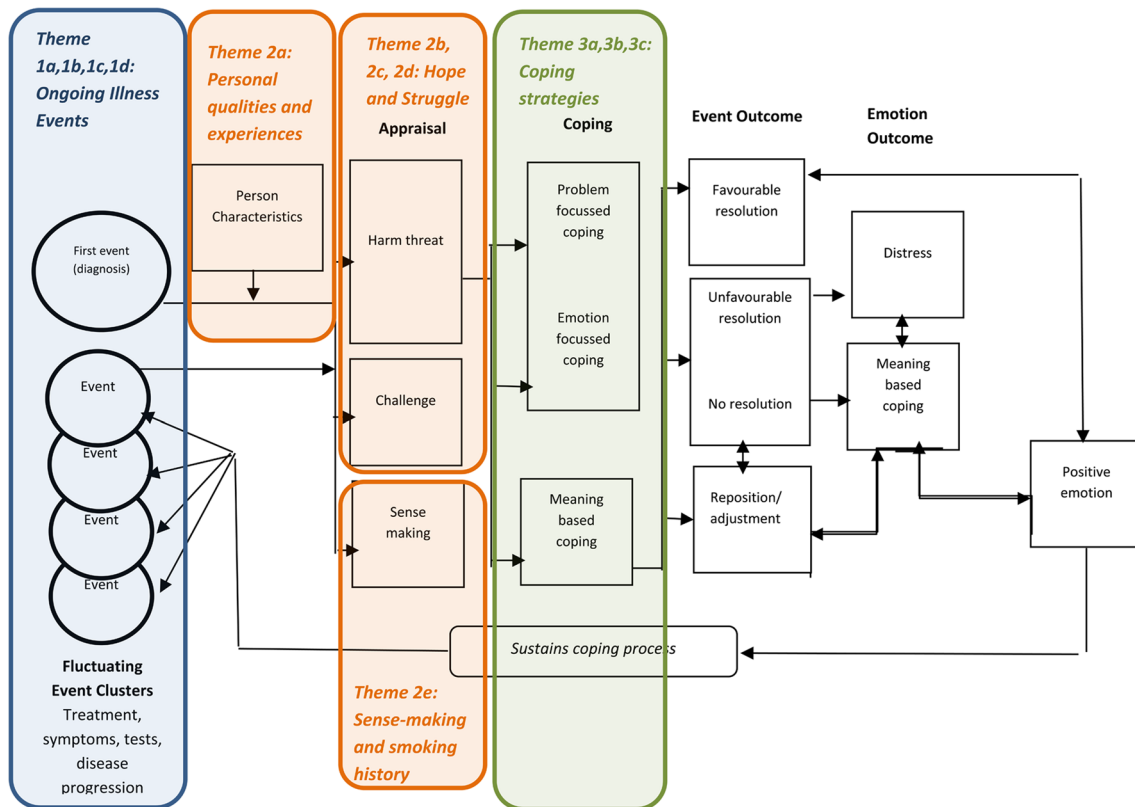 Theme
1a,1b,1c,1d:
Ongoing Illness
Events
Theme 2a:
Personal
qualities and
experiences
Theme 2b,
2c, 2d: Hope
and Struggle
Appraisal
Theme 3a,3b,3c:
Coping
strategies
Coping
Event Outcome
Emotion
Outcome
First event
(diagnosis)
Person
Characteristics
Harm threat
Problem
focussed
coping
Emotion
focussed
coping
Favourable
resolution
Distress
Unfavourable
resolution
No resolution
Meaning
based
coping
Event
Event
Event
Event
Challenge
Sense
making
Meaning
based
coping
Reposition/
adjustment
Positive
emotion
Sustains coping process
Fluctuating
Event Clusters
Treatment,
symptoms, tests,
disease
progression
Theme 2e:
Sense-making
and smoking
history